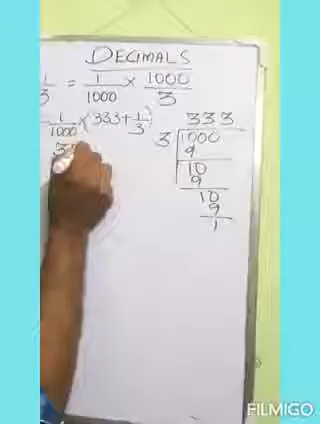 DECIMALS
1/3 = 1/1000 × 1000/3
1/1000 × (333+1/3)
3
333
3 1000
9
10
9
10
9
1
FILMIGO